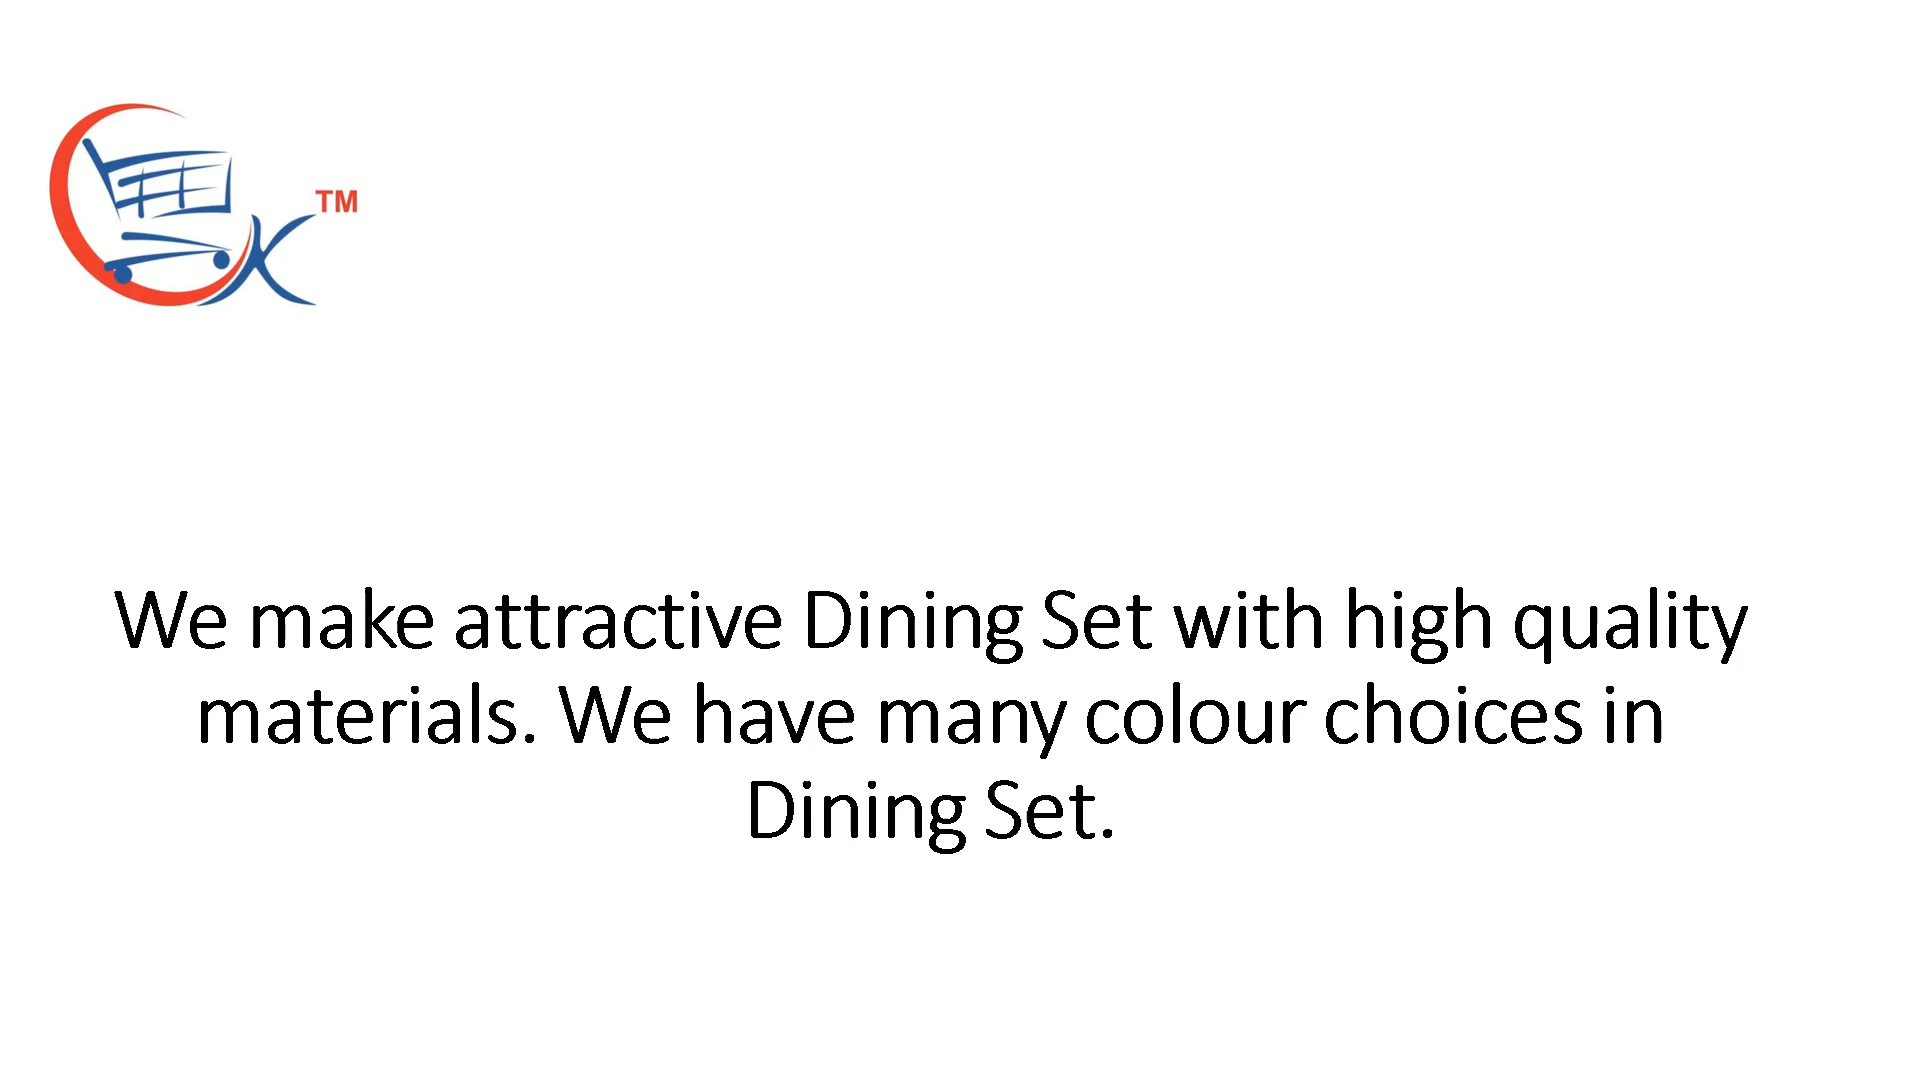 TM
We make attractive Dining Set with high quality
materials. We have many colour choices in
Dining Set.